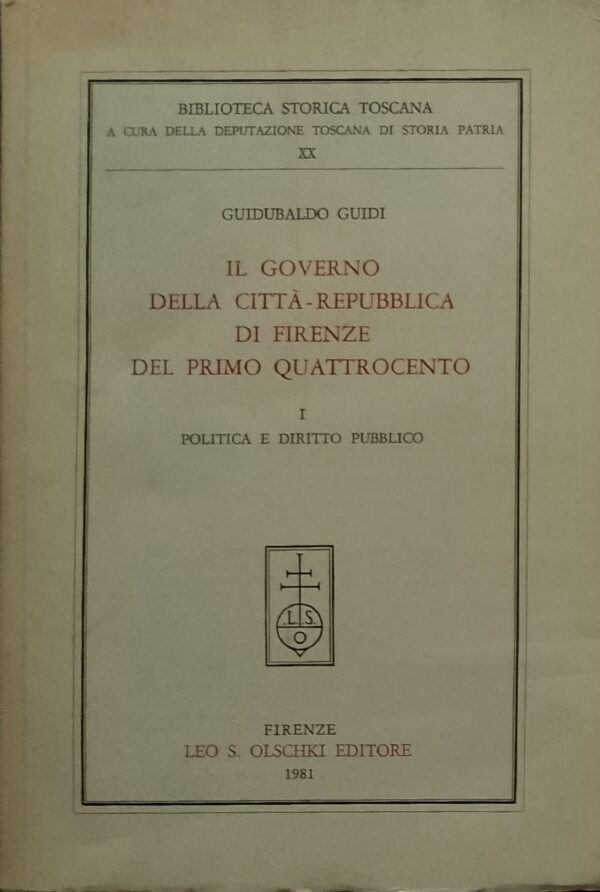 BIBLIOTECA STORICA TOSCANA
A CURA DELLA DEPUTAZIONE TOSCANA DI STORIA PATRIA
XX
GUIDUBALDO GUIDI
IL GOVERNO
DELLA CITTÀ-REPUBBLICA
DI FIRENZE
DEL PRIMO QUATTROCENTO
I
POLITICA E DIRITTO PUBBLICO
.L.S.
O
FIRENZE
LEO S. OLSCHKI EDITORE
1981